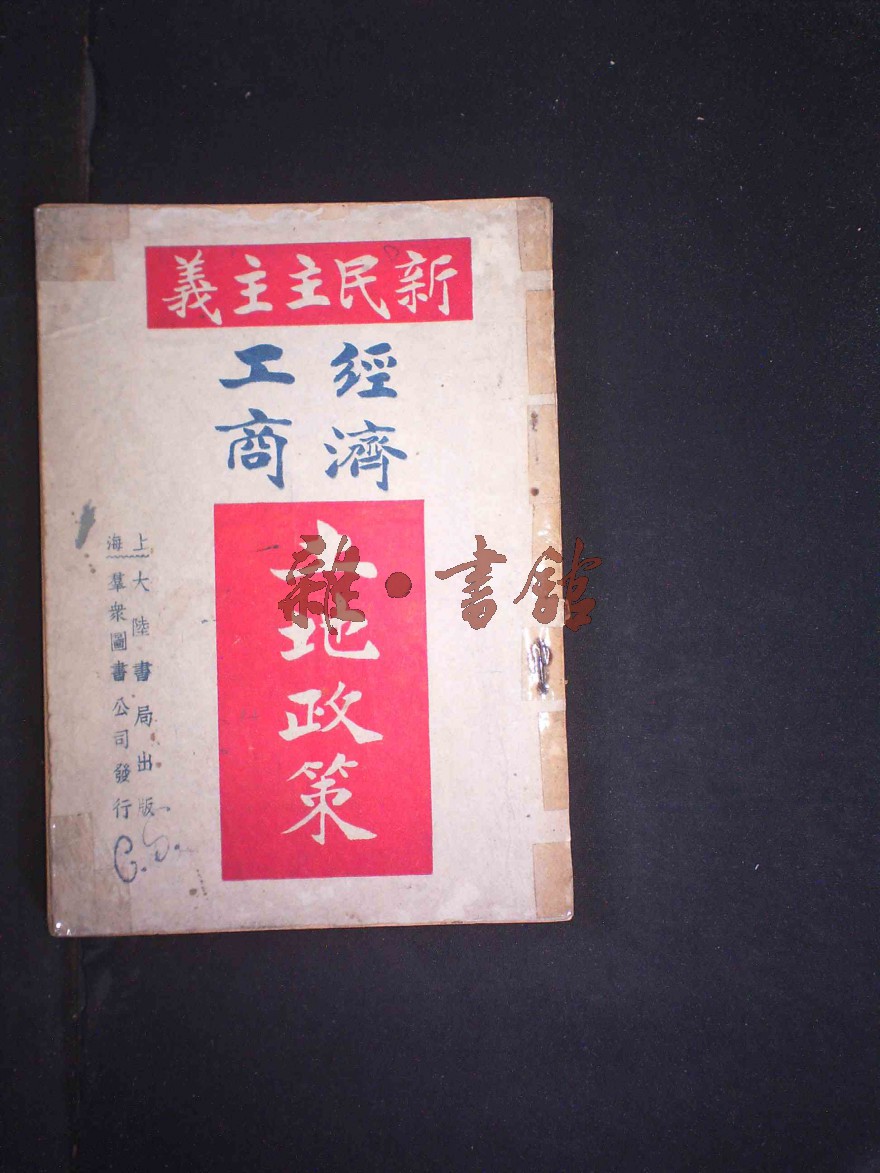 新民主主義
經濟
工商
土地政策
上海
大陸書局出版
羣衆圖書公司發行
C.S.
雜·書館